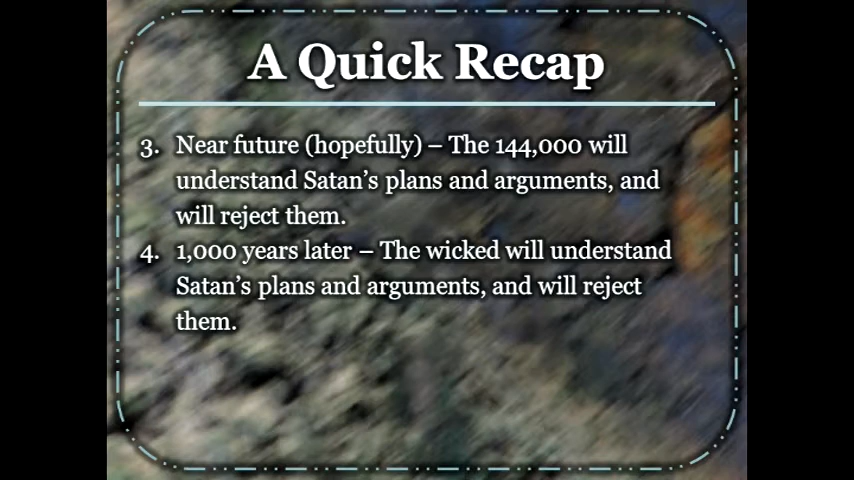 A Quick Recap
3. Near future (hopefully) – The 144,000 will
understand Satan’s plans and arguments, and
will reject them.
4. 1,000 years later – The wicked will understand
Satan’s plans and arguments, and will reject
them.